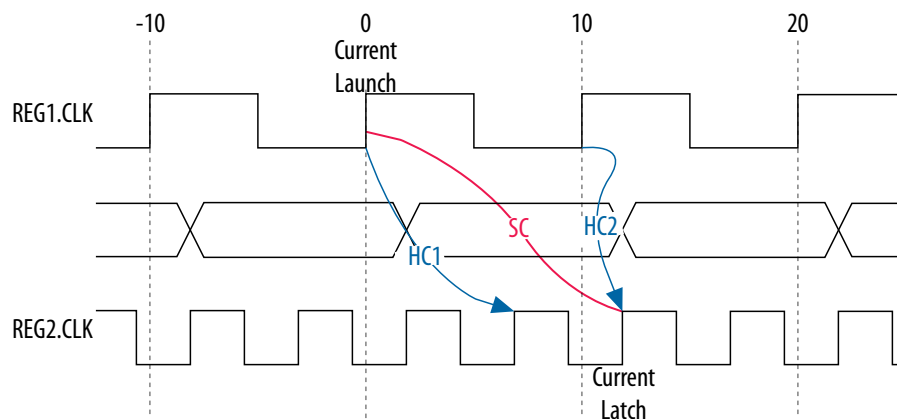 -10 0 10 20
Current
Launch
REG1.CLK
SC
HC2
HC1
REG2.CLK
Current
Latch